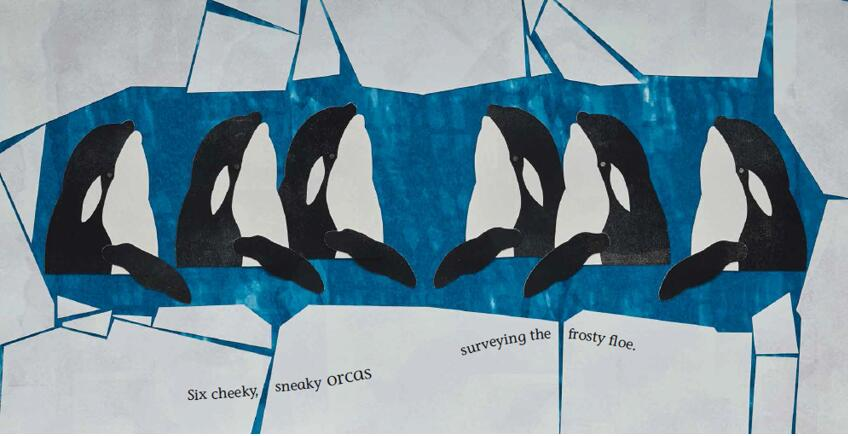 Six cheeky, sneaky orcas
surveying the frosty floe.